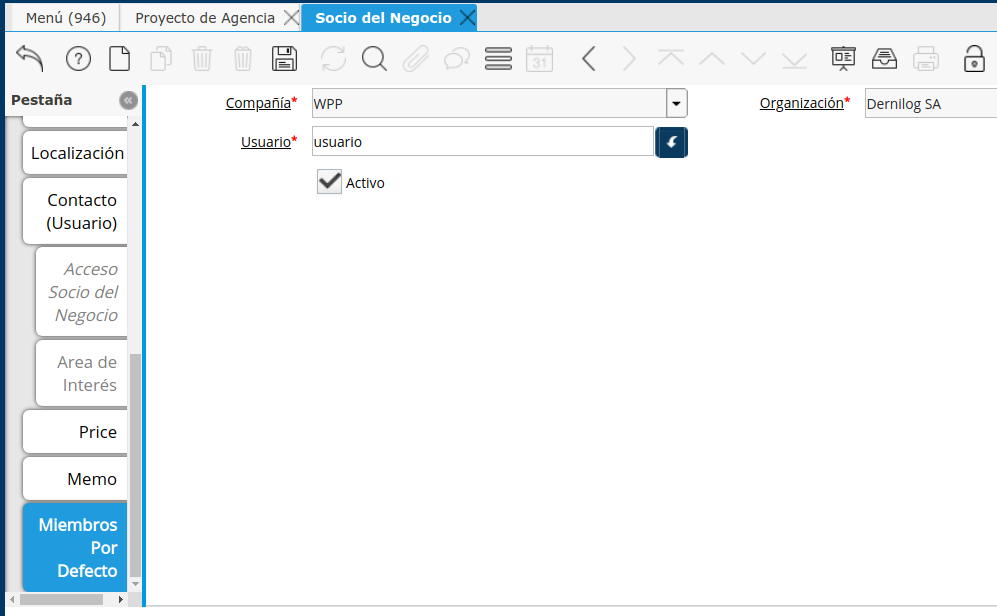 Menú (946)
Proyecto de Agencia
Socio del Negocio
31
Pestaña
Compañía*
WPP
Organización*
Dernilog SA
Usuario*
usuario
Activo
Localización
Contacto
(Usuario)
Acceso
Socio del
Negocio
Area de
Interés
Price
Memo
Miembros
Por
Defecto